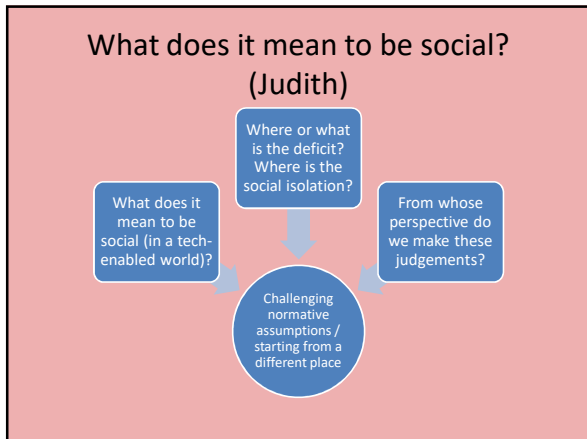 What does it mean to be social?
(Judith)
Where or what
is the deficit?
Where is the
social isolation?
What does it
mean to be
social (in a tech-
enabled world)?
From whose
perspective do
we make these
judgements?
Challenging
normative
assumptions /
starting from a
different place